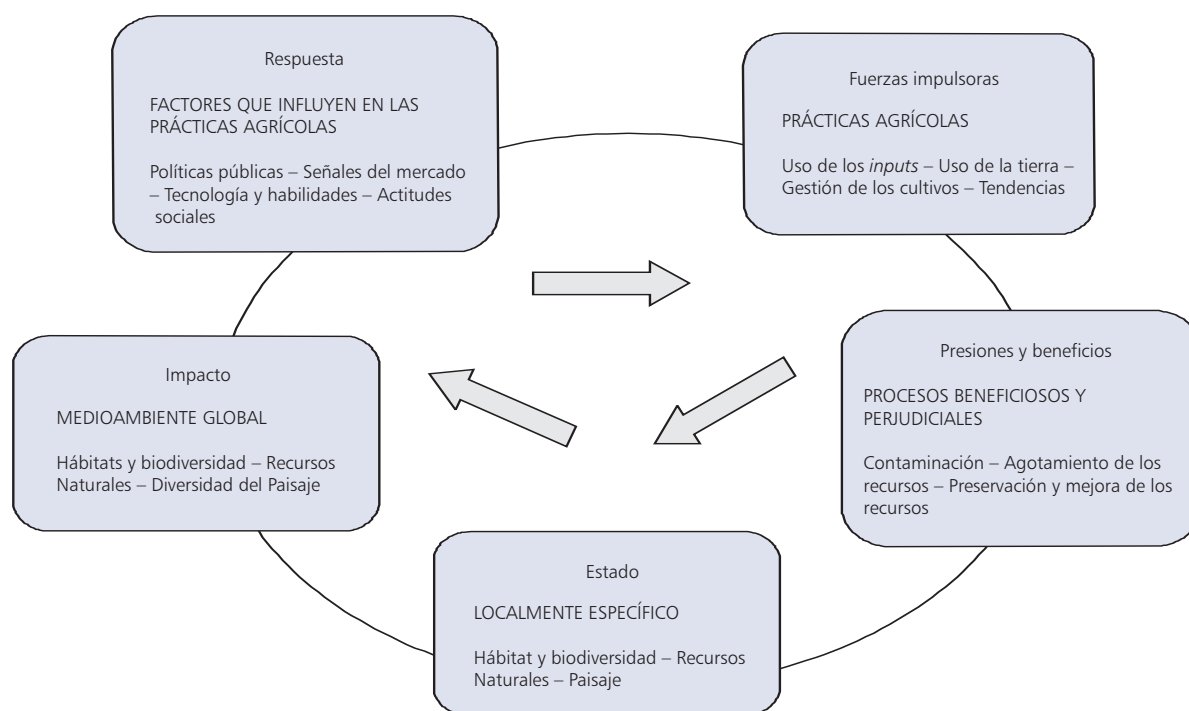 Respuesta
FACTORES QUE INFLUYEN EN LAS
PRÁCTICAS AGRÍCOLAS
Políticas públicas – Señales del mercado
– Tecnología y habilidades – Actitudes
sociales
Fuerzas impulsoras
PRÁCTICAS AGRÍCOLAS
Uso de los inputs – Uso de la tierra –
Gestión de los cultivos – Tendencias
Presiones y beneficios
PROCESOS BENEFICIOSOS Y
PERJUDICIALES
Contaminación – Agotamiento de los
recursos – Preservación y mejora de los
recursos
Estado
LOCALMENTE ESPECÍFICO
Hábitat y biodiversidad – Recursos
Naturales – Paisaje
Impacto
MEDIOAMBIENTE GLOBAL
Hábitats y biodiversidad – Recursos
Naturales – Diversidad del Paisaje